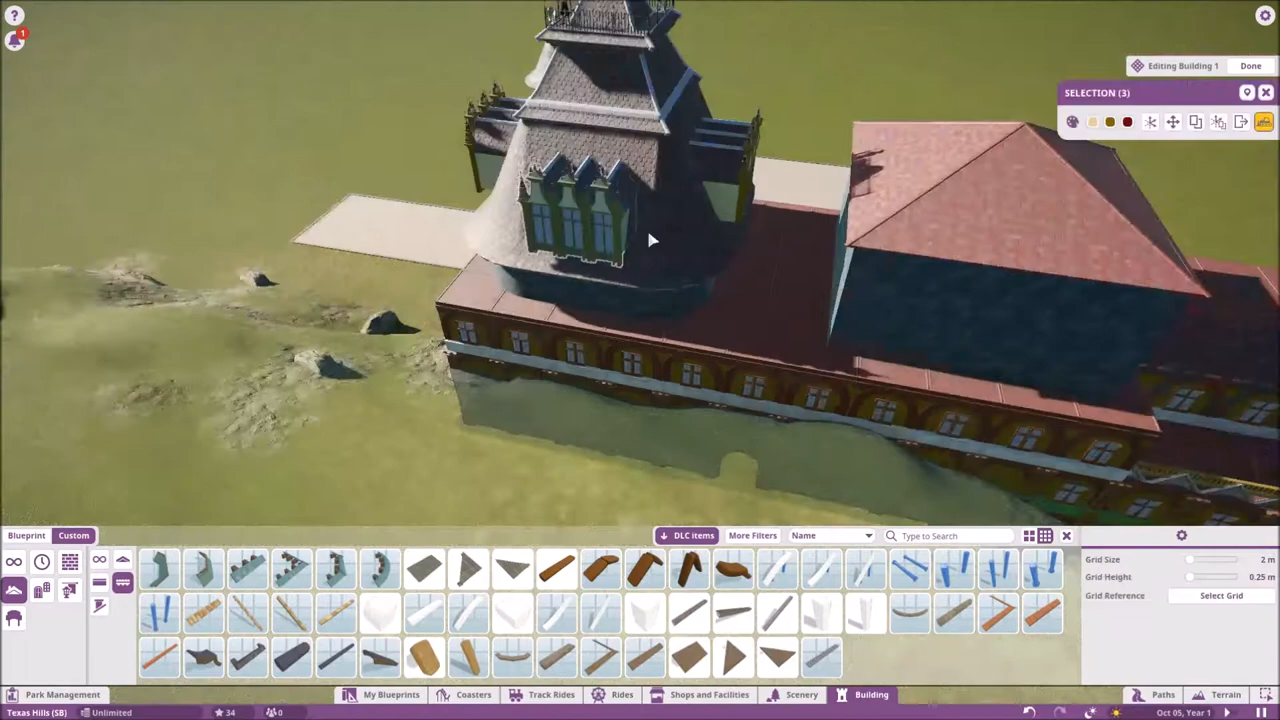 ?
1
Editing Building 1 Done
SELECTION (3)
Blueprint Custom
DLC items More Filters Name Type to Search
Grid Size 2 m
Grid Height 0.25 m
Grid Reference Select Grid
Park Management My Blueprints Coasters Track Rides Rides Shops and Facilities Scenery Building Paths Terrain
Texas Hills (SB) Unlimited 34 0 Oct 05, Year 1